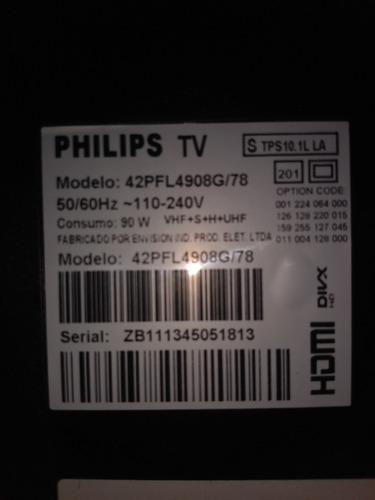 PHILIPS TV
S TPS10.1L LA
Modelo: 42PFL4908G/78
201
50/60Hz ~110-240V
OPTION CODE:
Consumo: 90 W VHF+S+H+UHF
001 224 064 000
126 128 220 015
FABRICADO POR ENVISION IND. PROD. ELET. LTDA
159 255 127 045
011 004 128 000
Modelo: 42PFL4908G/78
Serial: ZB111345051813
HDMI
DIVX
HD